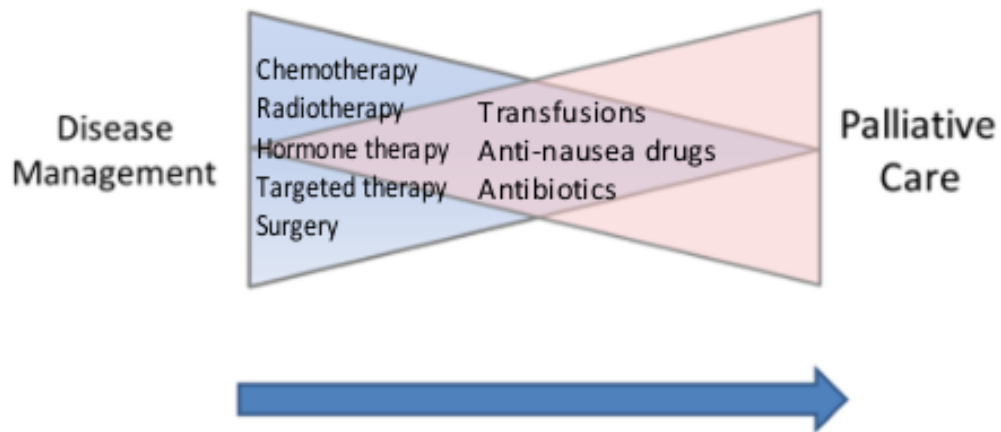 Disease
Management
Chemotherapy
Radiotherapy
Hormone therapy
Targeted therapy
Surgery
Transfusions
Anti-nausea drugs
Antibiotics
Palliative
Care